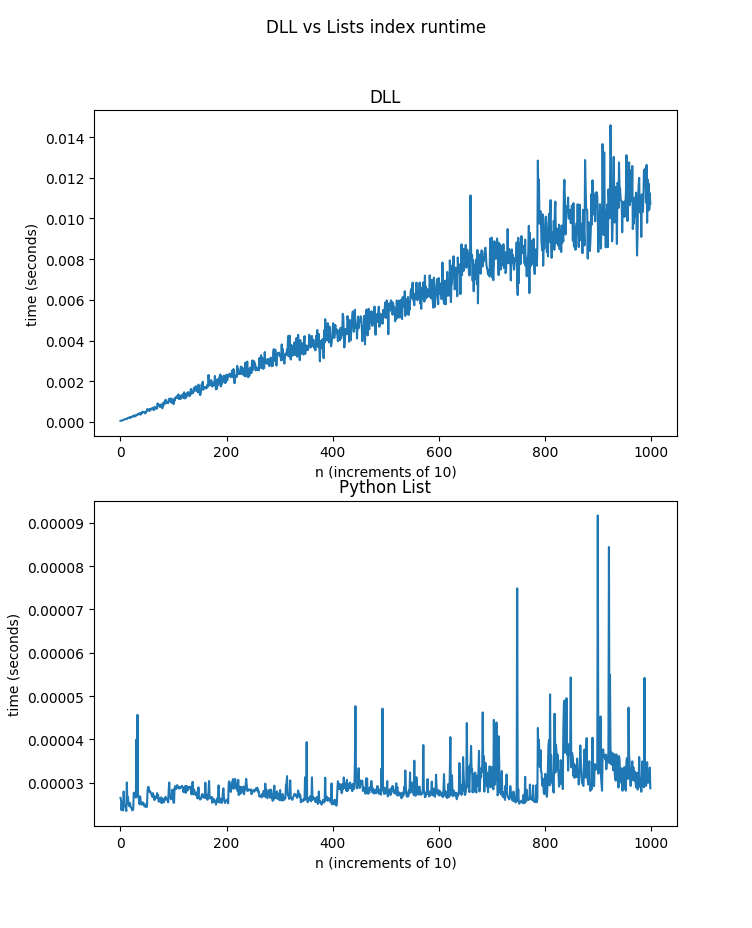 DLL vs Lists index runtime
DLL
0.014
0.012
0.010
0.008
0.006
0.004
0.002
0.000
time (seconds)
0 200 400 600 800 1000
n (increments of 10)
Python List
0.00009
0.00008
0.00007
0.00006
0.00005
0.00004
0.00003
time (seconds)
0 200 400 600 800 1000
n (increments of 10)